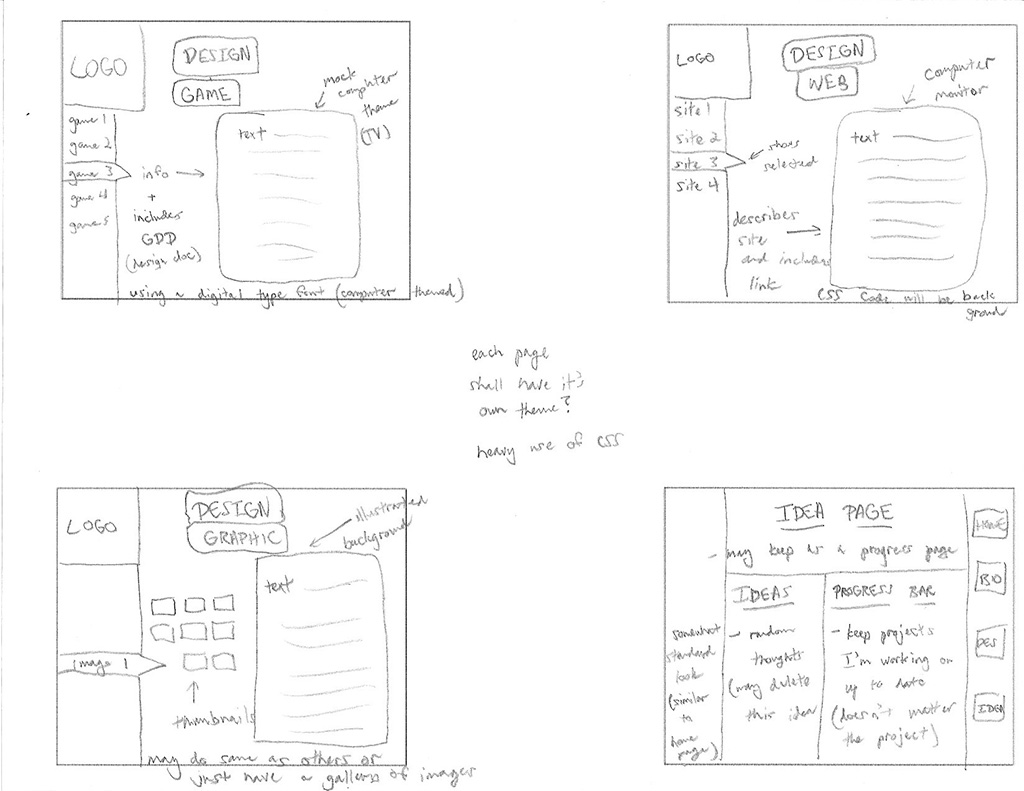 LOGO
DESIGN
GAME
mock
computer
theme
(TV)
game 1
game 2
game 3
game 4
game 5
info
+
includes
GDD
(design doc)
text
using a digital type font (computer themed)
LOGO
DESIGN
WEB
computer
monitor
site 1
site 2
site 3
site 4
shows
selected
text
describes
site
and includes
link
CSS code will be back
ground
each page
shall have it's
own theme?
heavy use of CSS
LOGO
DESIGN
GRAPHIC
illustrated
background
text
image 1
thumbnails
may do same as others or
just have a gallery of images
IDEA PAGE
- may keep as a progress page
IDEAS
- random
thoughts
(may delete
this idea)
PROGRESS BAR
- keep projects
I'm working on
up to date
(doesn't matter
the project)
somewhat
standard
look
(similar
to
home
page)
HOME
BIO
DES
IDEA